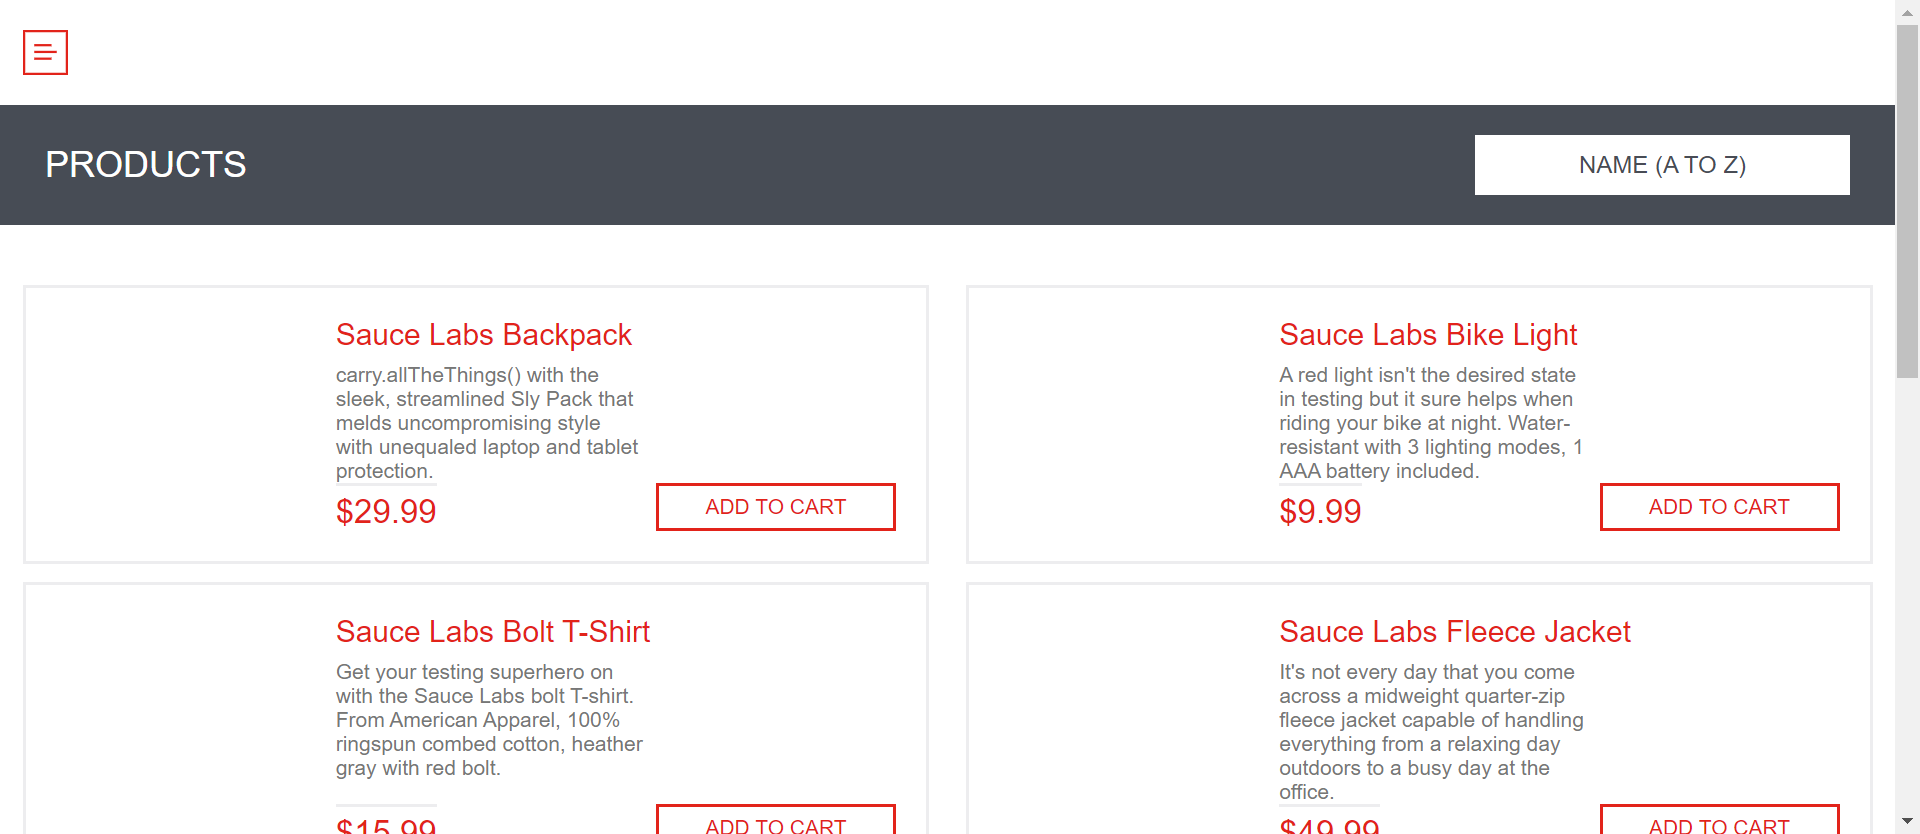 PRODUCTS
NAME (A TO Z)
Sauce Labs Backpack
carry.allTheThings() with the
sleek, streamlined Sly Pack that
melds uncompromising style
with unequaled laptop and tablet
protection.
$29.99
ADD TO CART
Sauce Labs Bike Light
A red light isn't the desired state
in testing but it sure helps when
riding your bike at night. Water-
resistant with 3 lighting modes, 1
AAA battery included.
$9.99
ADD TO CART
Sauce Labs Bolt T-Shirt
Get your testing superhero on
with the Sauce Labs bolt T-shirt.
From American Apparel, 100%
ringspun combed cotton, heather
gray with red bolt.
$15.99
ADD TO CART
Sauce Labs Fleece Jacket
It's not every day that you come
across a midweight quarter-zip
fleece jacket capable of handling
everything from a relaxing day
outdoors to a busy day at the
office.
$49.99
ADD TO CART